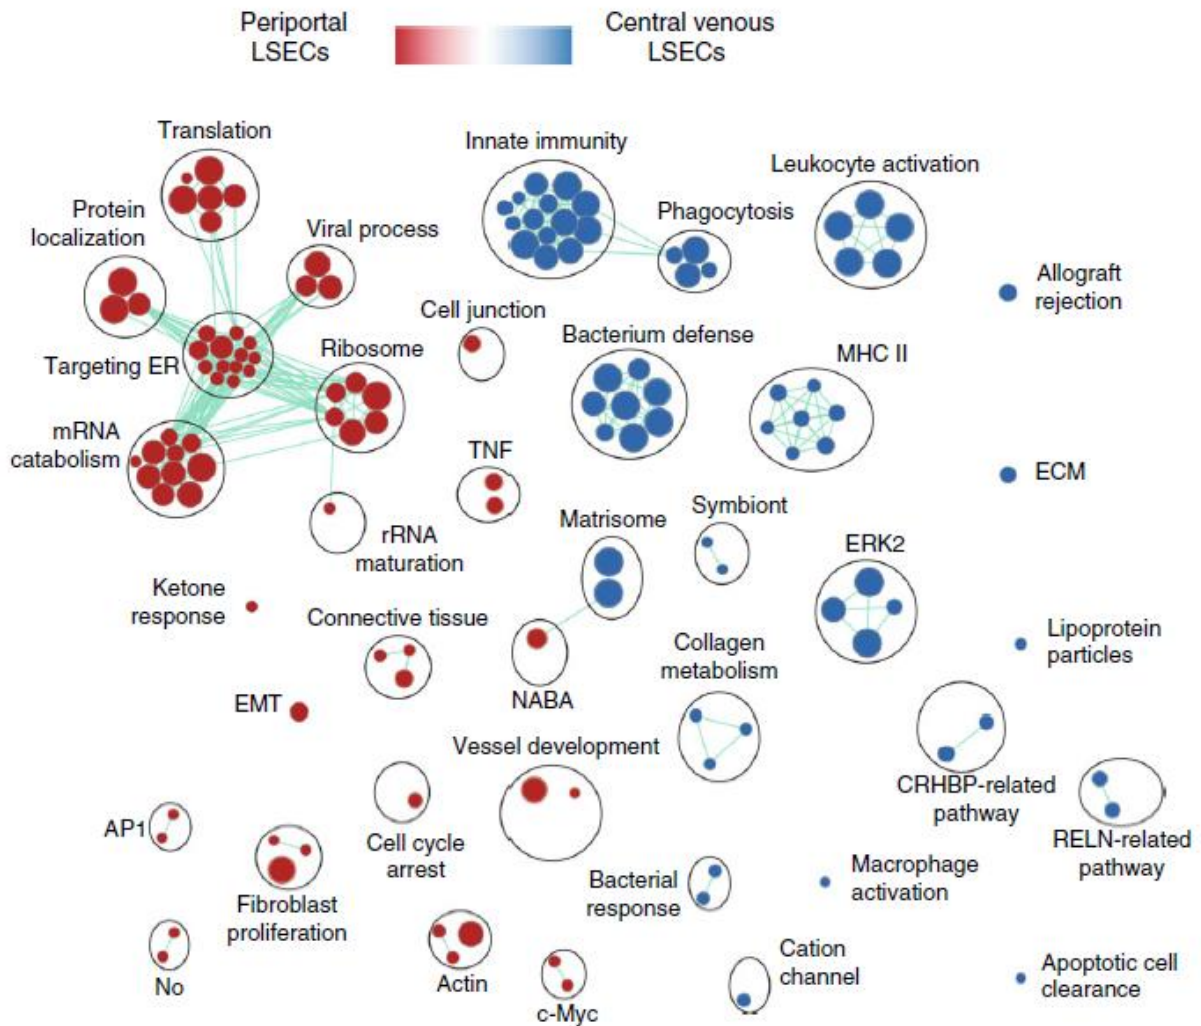 Periportal
LSECs
Central venous
LSECs
Translation
Innate immunity
Leukocyte activation
Protein
localization
Viral process
Phagocytosis
Allograft
rejection
Cell junction
Bacterium defense
MHC II
Targeting ER
Ribosome
mRNA
catabolism
TNF
ECM
Matrisome
Symbiont
rRNA
maturation
ERK2
Ketone
response
Connective tissue
Collagen
metabolism
Lipoprotein
particles
EMT
NABA
Vessel development
CRHBP-related
pathway
AP1
Cell cycle
arrest
RELN-related
pathway
Bacterial
response
Macrophage
activation
Fibroblast
proliferation
Cation
channel
Apoptotic cell
clearance
No
Actin
c-Myc